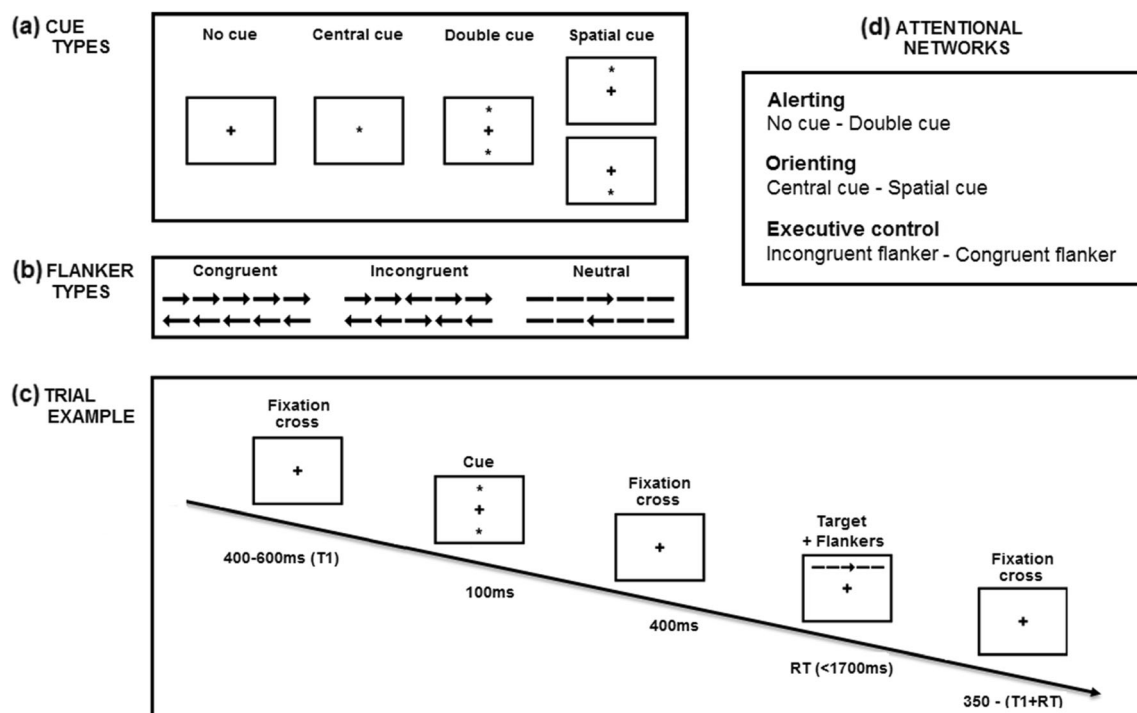 (a) CUE
TYPES
No cue
Central cue
Double cue
Spatial cue
(b) FLANKER
TYPES
Congruent
Incongruent
Neutral
(c) TRIAL
EXAMPLE
Fixation
cross
400-600ms (T1)
Cue
100ms
Fixation
cross
400ms
Target
+ Flankers
RT (<1700ms)
Fixation
cross
350 - (T1+RT)
(d) ATTENTIONAL
NETWORKS
Alerting
No cue - Double cue
Orienting
Central cue - Spatial cue
Executive control
Incongruent flanker - Congruent flanker